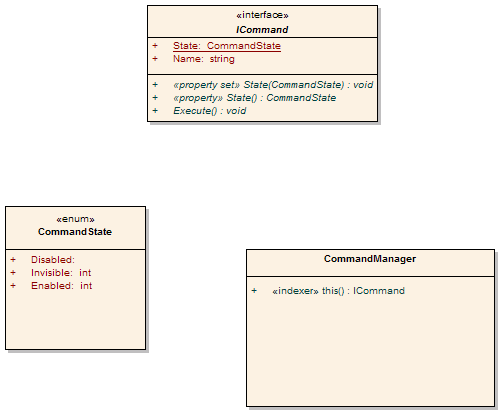 «interface»
ICommand
+ State: CommandState
+ Name: string
+ «property set» State(CommandState) : void
+ «property» State() : CommandState
+ Execute() : void
«enum»
CommandState
+ Disabled:
+ Invisible: int
+ Enabled: int
CommandManager
+ «indexer» this() : ICommand